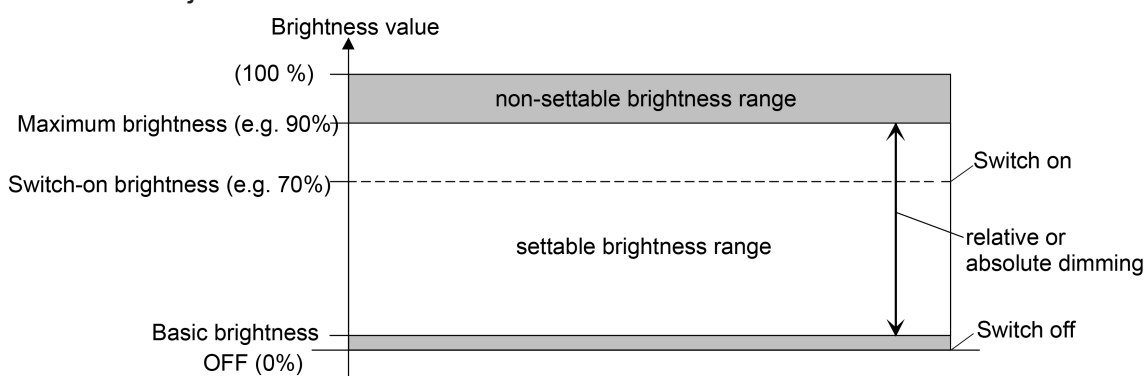 Brightness value
(100 %)
non-settable brightness range
Maximum brightness (e.g. 90%)
Switch on
Switch-on brightness (e.g. 70%)
relative or
absolute dimming
settable brightness range
Basic brightness
Switch off
OFF (0%)